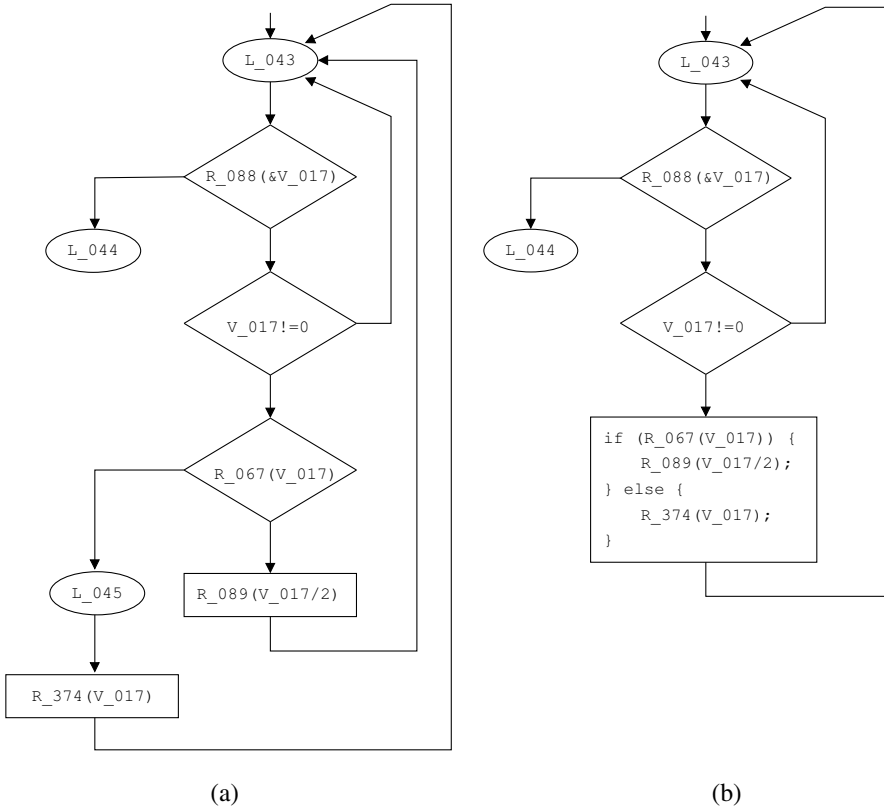 L_043
R_088(&V_017)
L_044
V_017!=0
R_067(V_017)
L_045
R_089(V_017/2)
R_374(V_017)
(a)
L_043
R_088(&V_017)
L_044
V_017!=0
if (R_067(V_017)) {
R_089(V_017/2);
} else {
R_374(V_017);
}
(b)